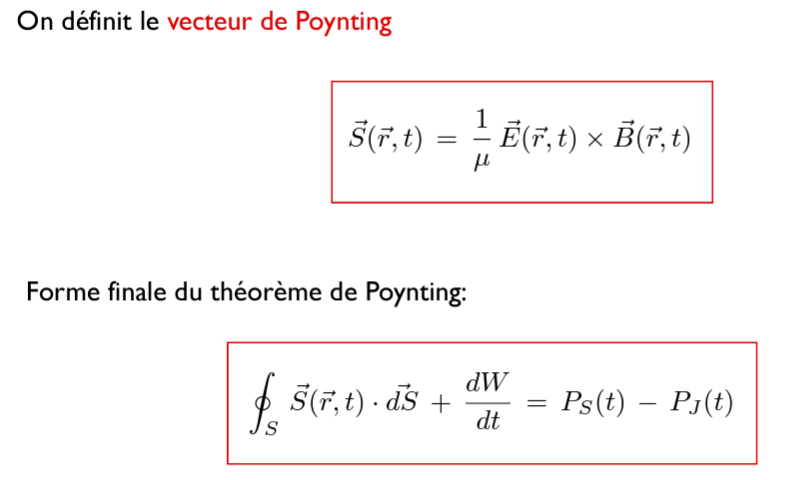 On définit le vecteur de Poynting
$\vec{S}(\vec{r}, t) = \frac{1}{\mu} \vec{E}(\vec{r}, t) \times \vec{B}(\vec{r}, t)$
Forme finale du théorème de Poynting:
$\oint_S \vec{S}(\vec{r}, t) \cdot \vec{dS} + \frac{dW}{dt} = P_S(t) - P_J(t)$